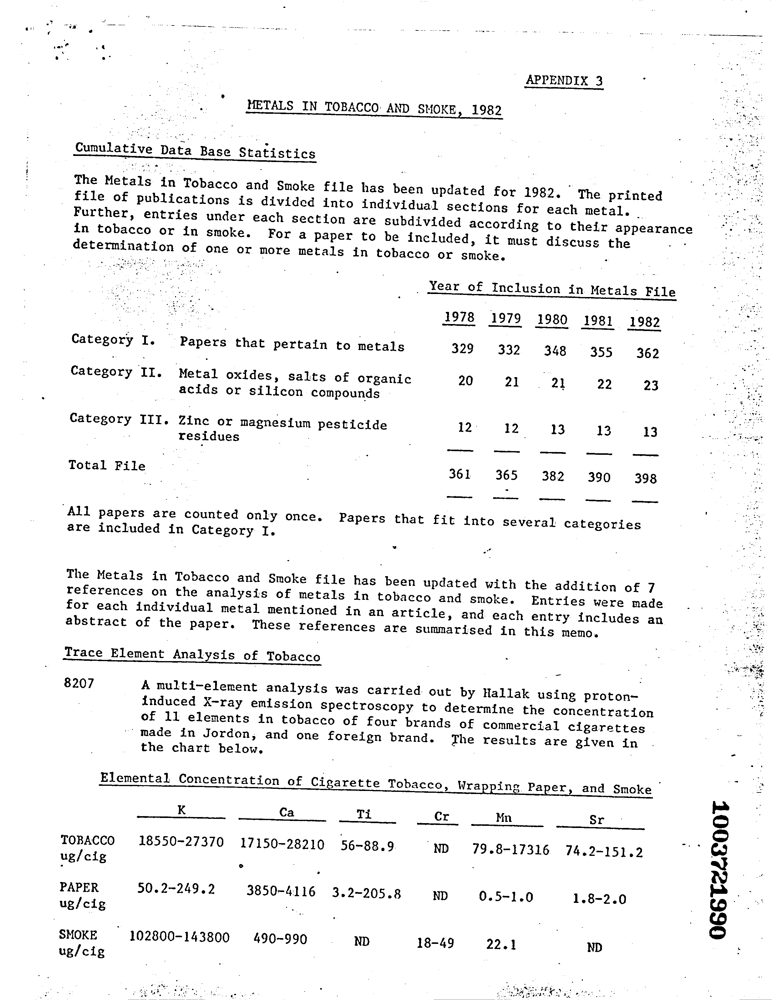 APPENDIX 3
METALS IN TOBACCO AND SMOKE, 1982
Cumulative Data Base Statistics
The Metals in Tobacco and Smoke file has been updated for 1982. The printed
file of publications is divided into individual sections for each metal.
Further, entries under each section are subdivided according to their appearance
in tobacco or in smoke. For a paper to be included, it must discuss the
determination of one or more metals in tobacco or smoke.
Year of Inclusion in Metals File
1978 1979 1980 1981 1982
Category I. Papers that pertain to metals 329 332 348 355 362
Category II. Metal oxides, salts of organic 20 21 21 22 23
acids or silicon compounds
Category III. Zinc or magnesium pesticide 12 12 13 13 13
residues
Total File 361 365 382 390 398
All papers are counted only once. Papers that fit into several categories
are included in Category I.
The Metals in Tobacco and Smoke file has been updated with the addition of 7
references on the analysis of metals in tobacco and smoke. Entries were made
for each individual metal mentioned in an article, and each entry includes an
abstract of the paper. These references are summarised in this memo.
Trace Element Analysis of Tobacco
8207 A multi-element analysis was carried out by Hallak using proton-
induced X-ray emission spectroscopy to determine the concentration
of 11 elements in tobacco of four brands of commercial cigarettes
made in Jordon, and one foreign brand. The results are given in
the chart below.
Elemental Concentration of Cigarette Tobacco, Wrapping Paper, and Smoke
K Ca Ti Cr Mn Sr
TOBACCO 18550-27370 17150-28210 56-88.9 ND 79.8-17316 74.2-151.2
ug/cig
PAPER 50.2-249.2 3850-4116 3.2-205.8 ND 0.5-1.0 1.8-2.0
ug/cig
SMOKE 102800-143800 490-990 ND 18-49 22.1 ND
ug/cig
1003721990